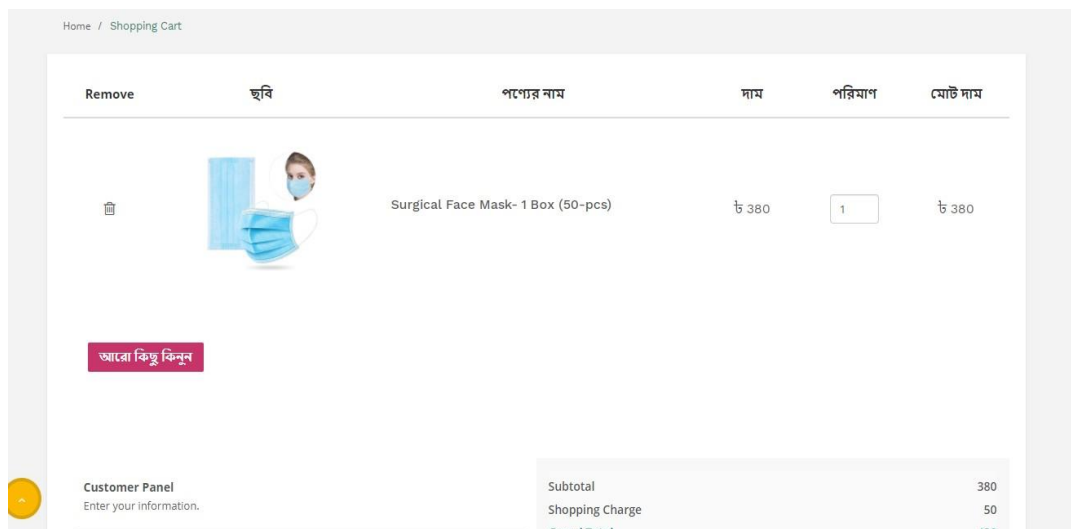 Home / Shopping Cart
Remove ছবি পণ্যের নাম দাম পরিমাণ মোট দাম
Surgical Face Mask- 1 Box (50-pcs) ৳ 380 1 ৳ 380
আরো কিছু কিনুন
Customer Panel
Enter your information.
Subtotal 380
Shopping Charge 50